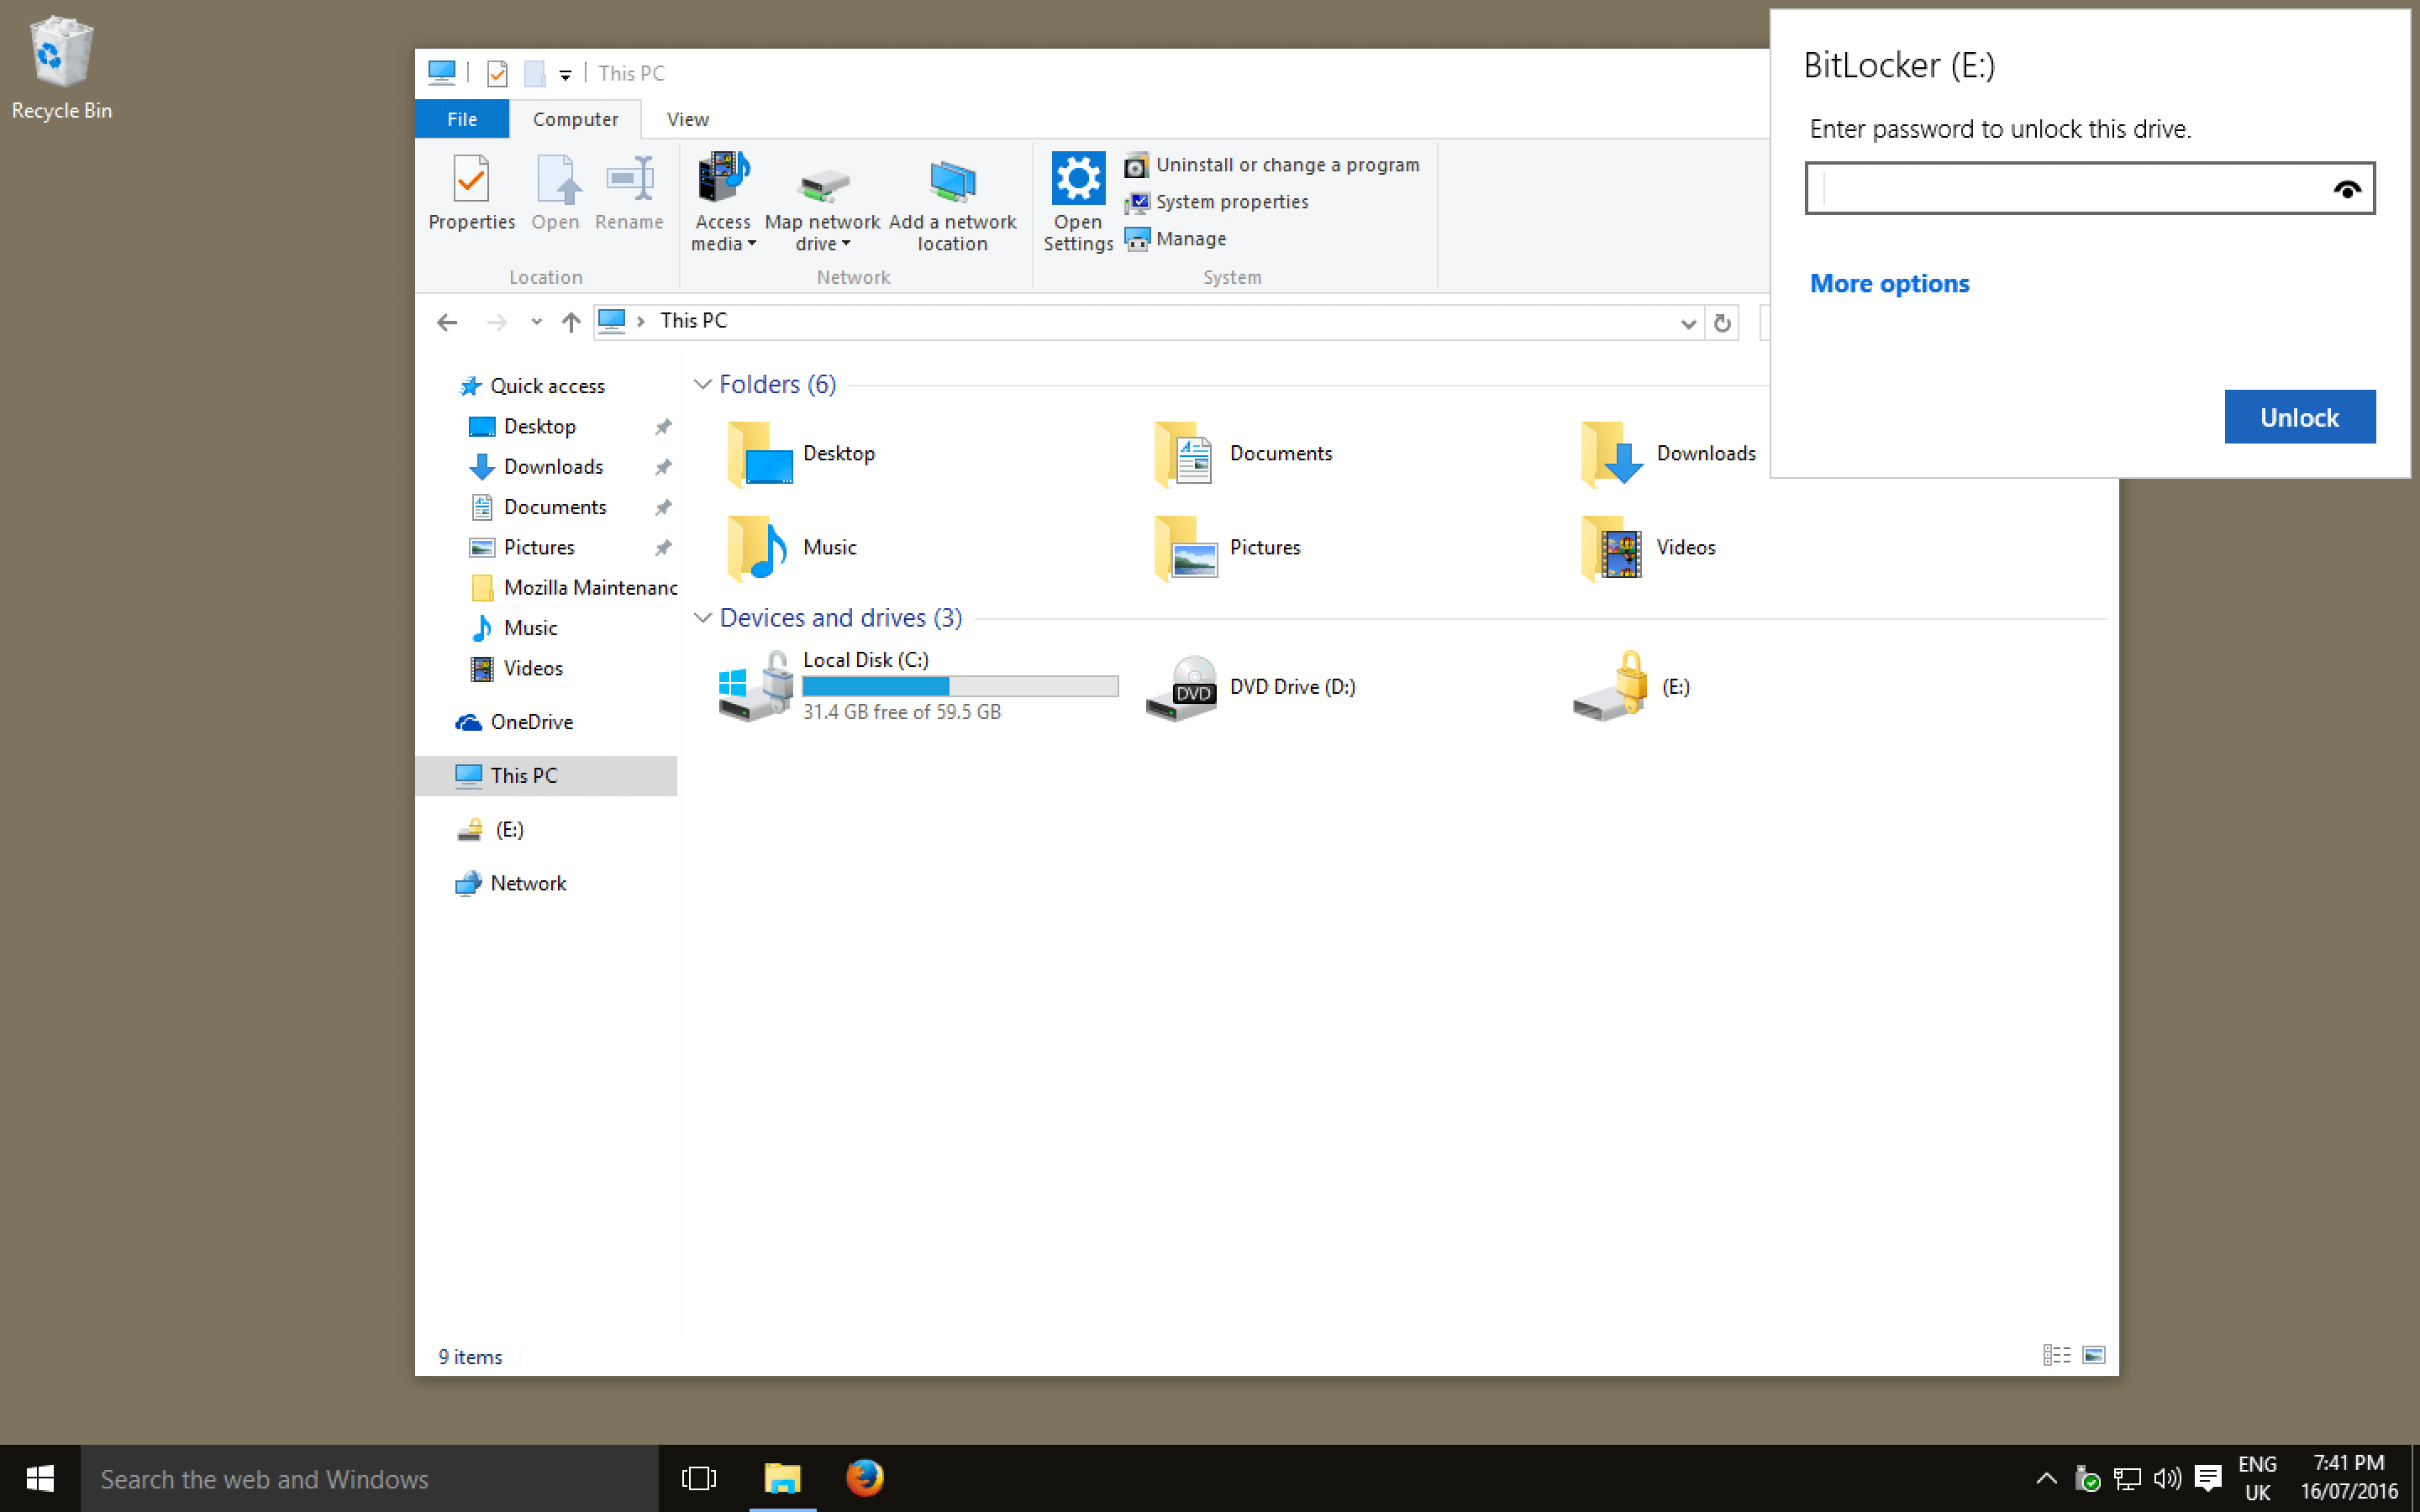 Recycle Bin
This PC
File
Computer
View
Properties
Open
Rename
Access media
Map network drive
Add a network location
Open Settings
Uninstall or change a program
System properties
Manage
Location
Network
System
This PC
Quick access
Desktop
Downloads
Documents
Pictures
Mozilla Maintenanc
Music
Videos
OneDrive
This PC
(E:)
Network
Folders (6)
Desktop
Documents
Downloads
Music
Pictures
Videos
Devices and drives (3)
Local Disk (C:)
31.4 GB free of 59.5 GB
DVD
DVD Drive (D:)
(E:)
9 items
BitLocker (E:)
Enter password to unlock this drive.
More options
Unlock
Search the web and Windows
ENG
UK
7:41 PM
16/07/2016